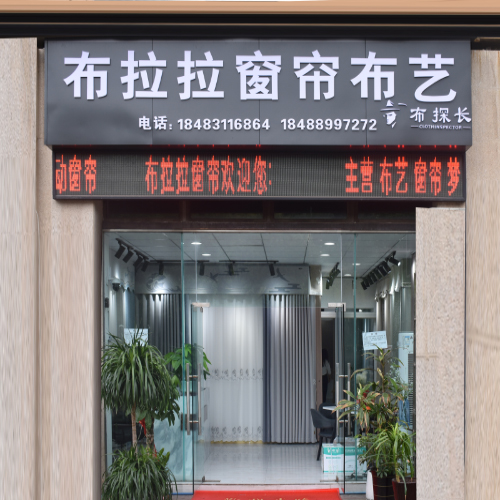 布拉拉窗帘布艺
布探长
CLOTHINSPECTOR
电话: 18483116864 18488997272
动窗帘 布拉拉窗帘欢迎您: 主营 布艺 窗帘 梦